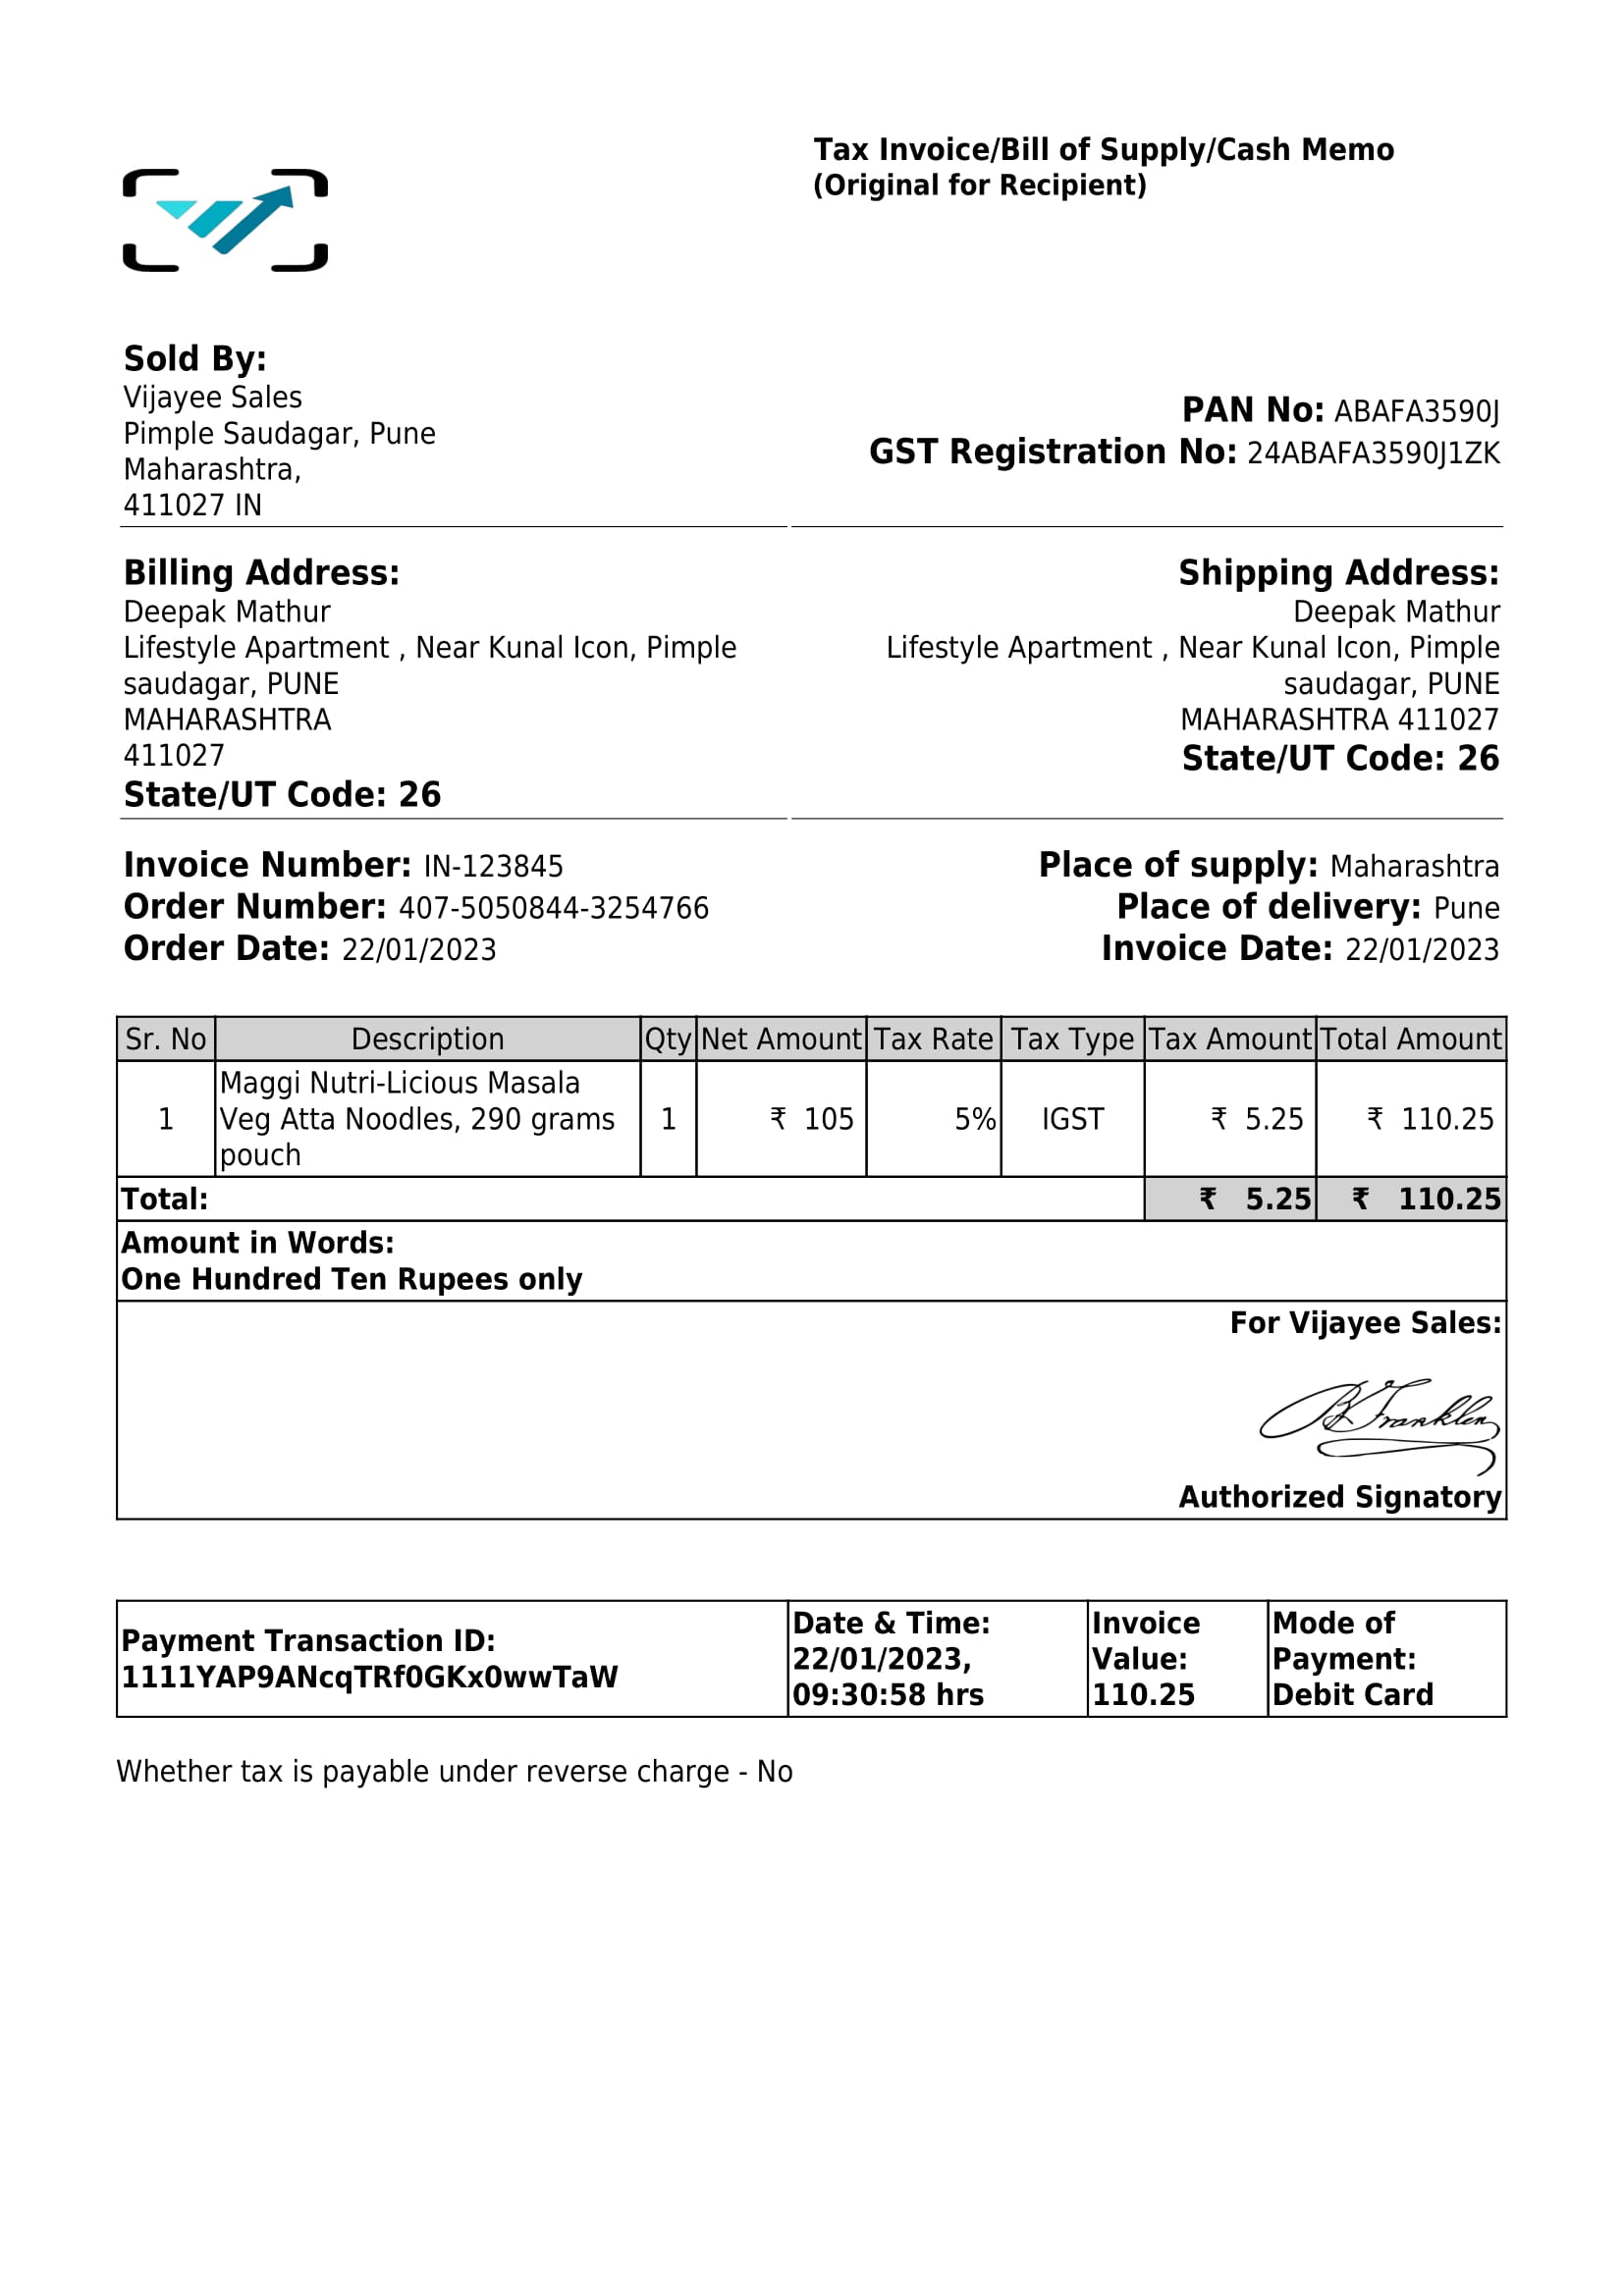 Tax Invoice/Bill of Supply/Cash Memo
(Original for Recipient)
Sold By:
Vijayee Sales
Pimple Saudagar, Pune
Maharashtra,
411027 IN
PAN No: ABAFA3590J
GST Registration No: 24ABAFA3590J1ZK
Billing Address:
Deepak Mathur
Lifestyle Apartment , Near Kunal Icon, Pimple
saudagar, PUNE
MAHARASHTRA
411027
State/UT Code: 26
Shipping Address:
Deepak Mathur
Lifestyle Apartment , Near Kunal Icon, Pimple
saudagar, PUNE
MAHARASHTRA 411027
State/UT Code: 26
Invoice Number: IN-123845
Order Number: 407-5050844-3254766
Order Date: 22/01/2023
Place of supply: Maharashtra
Place of delivery: Pune
Invoice Date: 22/01/2023
Sr. No Description Qty Net Amount Tax Rate Tax Type Tax Amount Total Amount
1 Maggi Nutri-Licious Masala
Veg Atta Noodles, 290 grams
pouch 1 ₹ 105 5% IGST ₹ 5.25 ₹ 110.25
Total: ₹ 5.25 ₹ 110.25
Amount in Words:
One Hundred Ten Rupees only
For Vijayee Sales:
B Franklin
Authorized Signatory
Payment Transaction ID:
1111YAP9ANcqTRf0GKx0wwTaW
Date & Time:
22/01/2023,
09:30:58 hrs
Invoice
Value:
110.25
Mode of
Payment:
Debit Card
Whether tax is payable under reverse charge - No